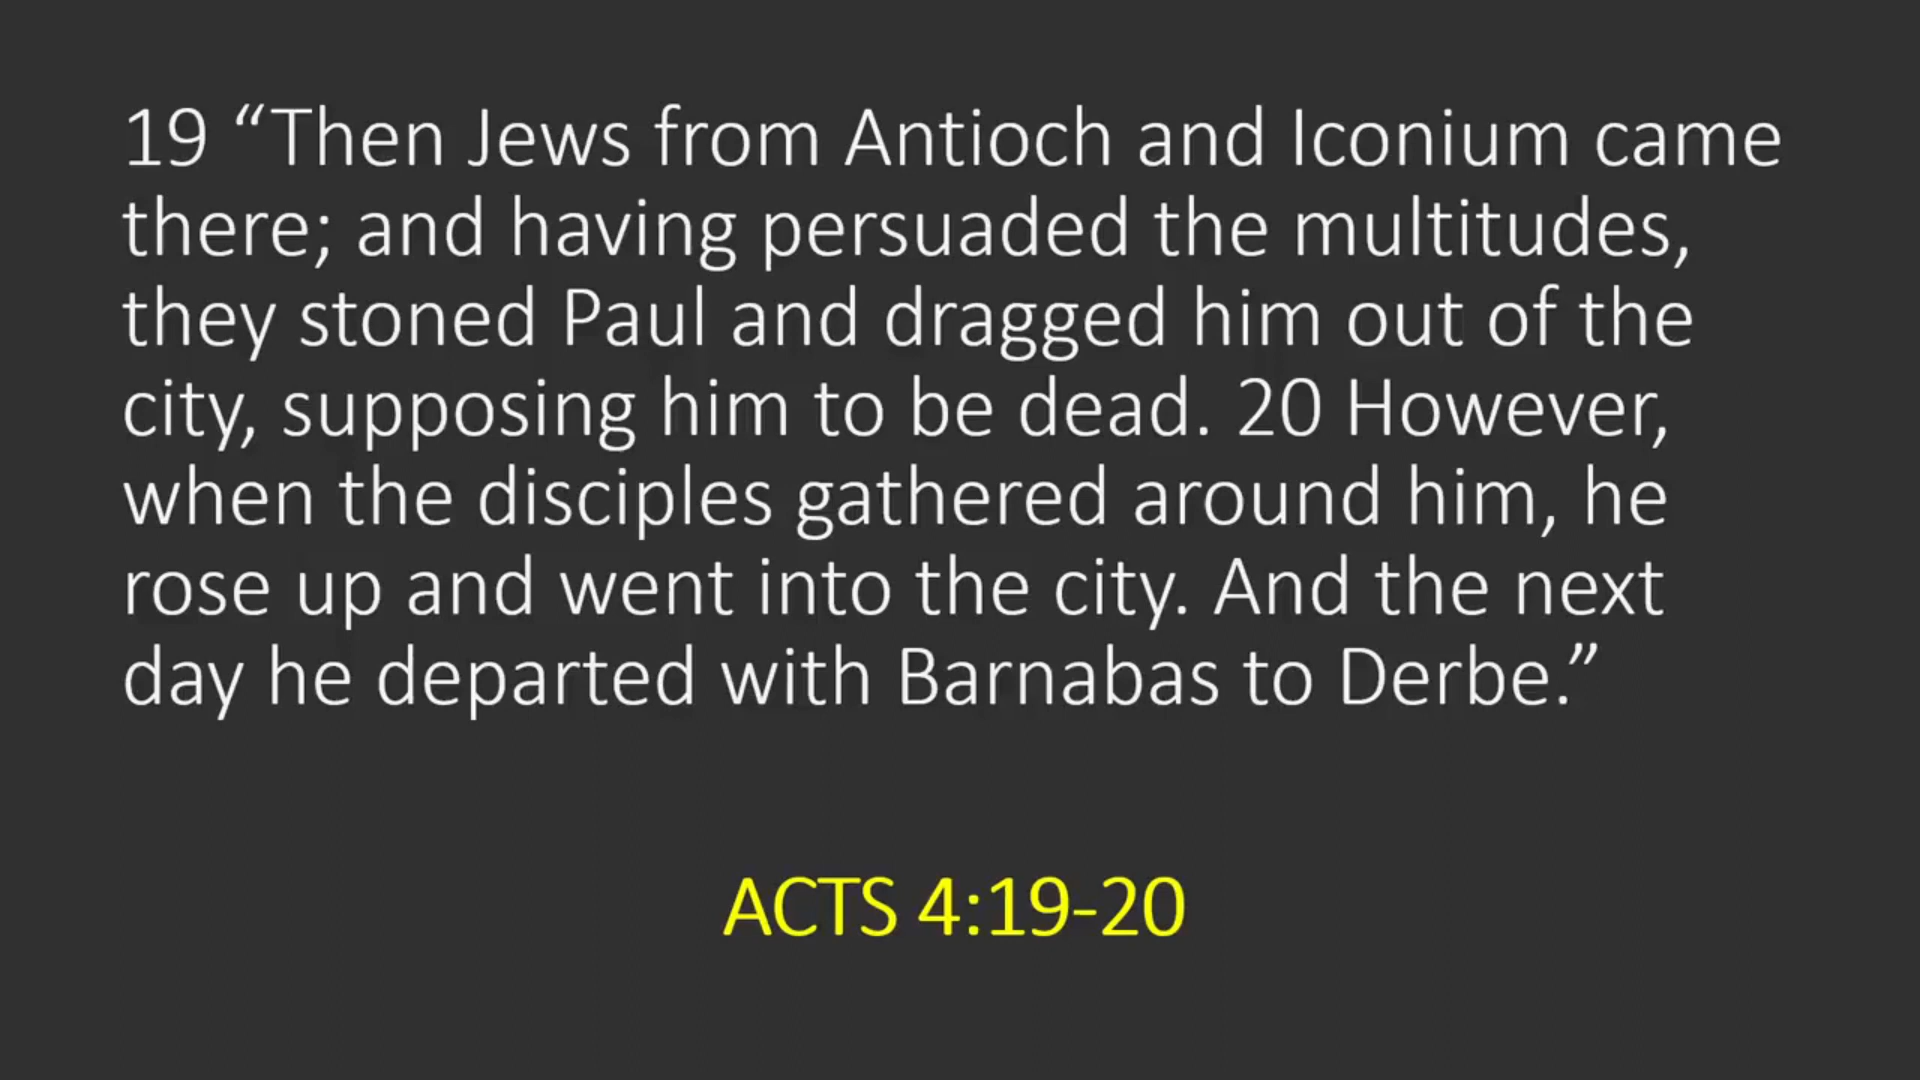 19 “Then Jews from Antioch and Iconium came
there; and having persuaded the multitudes,
they stoned Paul and dragged him out of the
city, supposing him to be dead. 20 However,
when the disciples gathered around him, he
rose up and went into the city. And the next
day he departed with Barnabas to Derbe.”
ACTS 4:19-20